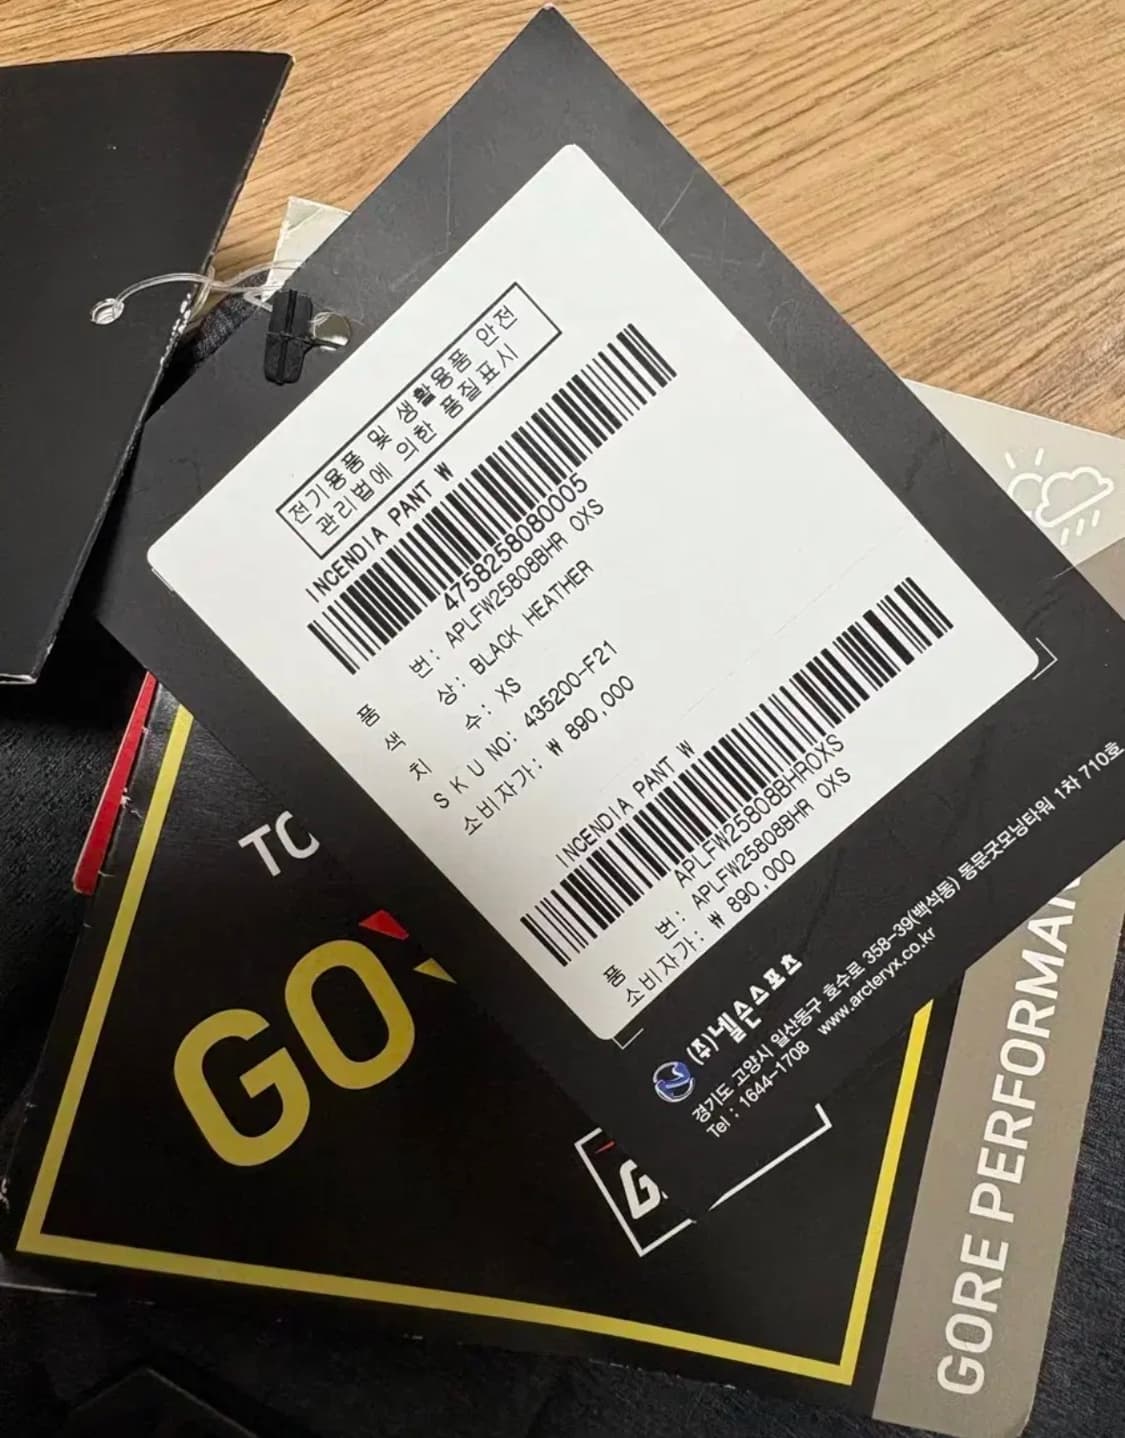 전기용품 및 생활용품 안전
관리법에 의한 품질표시
INCENDIA PANT W
4758258080005
품 번: APLFW25808BHR 0XS
색 상: BLACK HEATHER
치 수: XS
S K U NO: 435200-F21
소비자가: ₩ 890,000
INCENDIA PANT W
APLFW25808BHR0XS
품 번: APLFW25808BHR 0XS
소비자가: ₩ 890,000
(주)넬슨스포츠
경기도 고양시 일산동구 호수로 358-39(백석동) 동문굿모닝타워 1차 710호
Tel : 1644-1708 www.arcteryx.co.kr
GO
GORE PERFORMAN